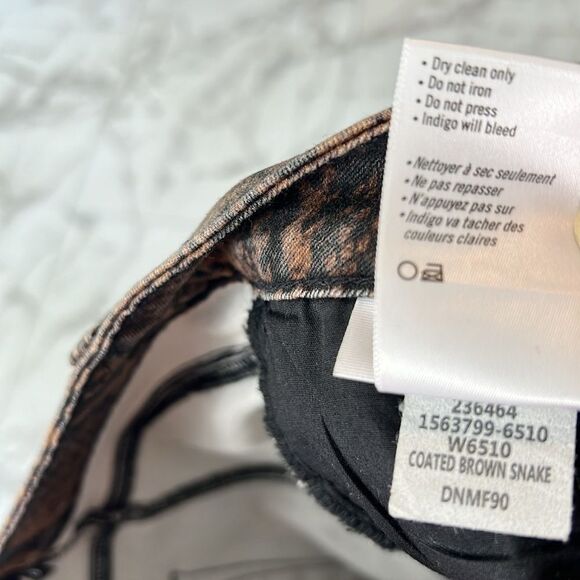 • Dry clean only
• Do not iron
• Do not press
• Indigo will bleed
• Nettoyer à sec seulement
• Ne pas repasser
• N'appuyez pas sur
• Indigo va tacher des
couleurs claires
236464
1563799-6510
W6510
COATED BROWN SNAKE
DNMF90